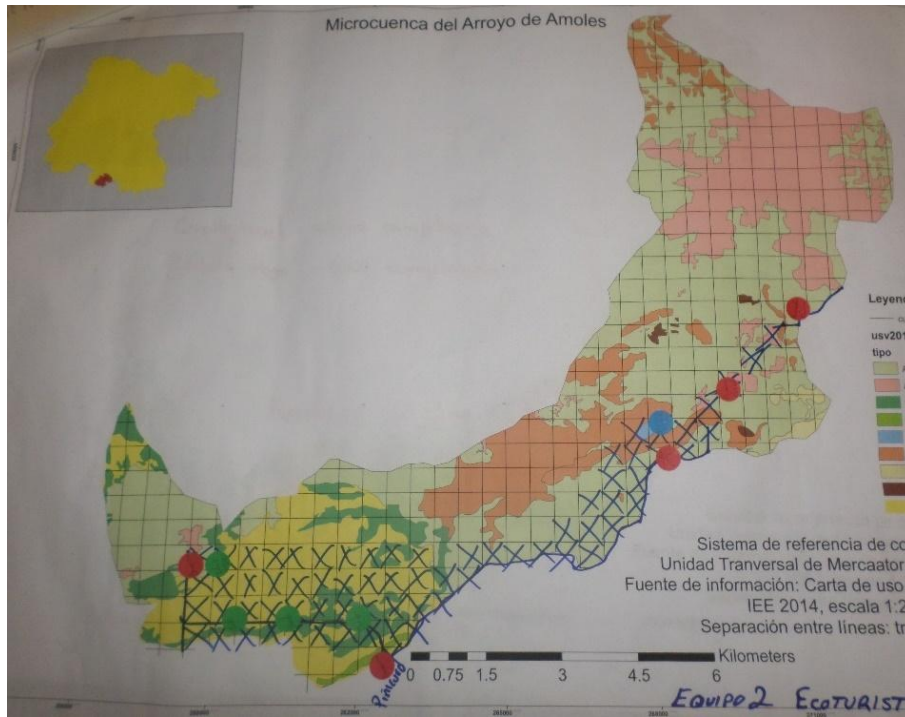 Microcuenca del Arroyo de Amoles
Leyen
usv201
tipo
Sistema de referencia de co
Unidad Tranversal de Mercaator
Fuente de información: Carta de uso
IEE 2014, escala 1:2
Separación entre líneas: tr
Kilometers
0 0.75 1.5 3 4.5 6
Píñícuaro
EQUIPO 2 ECOTURIST